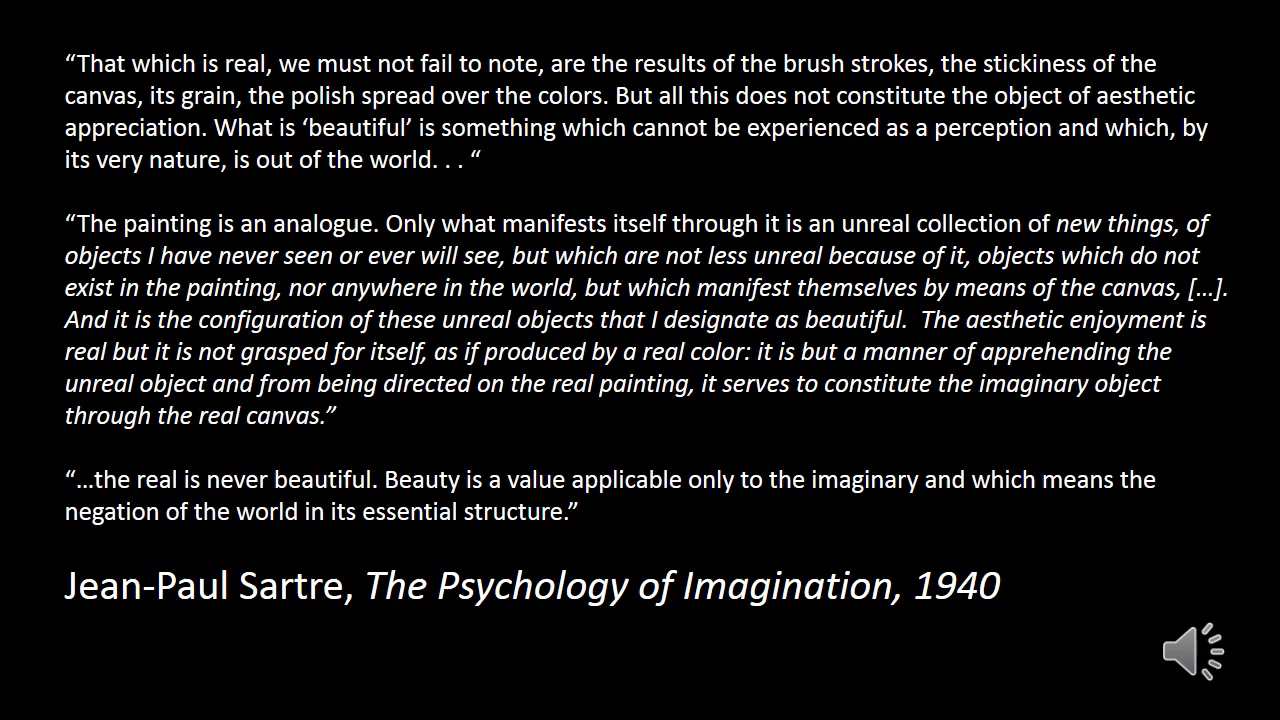 “That which is real, we must not fail to note, are the results of the brush strokes, the stickiness of the
canvas, its grain, the polish spread over the colors. But all this does not constitute the object of aesthetic
appreciation. What is ‘beautiful’ is something which cannot be experienced as a perception and which, by
its very nature, is out of the world. . . “
“The painting is an analogue. Only what manifests itself through it is an unreal collection of new things, of
objects I have never seen or ever will see, but which are not less unreal because of it, objects which do not
exist in the painting, nor anywhere in the world, but which manifest themselves by means of the canvas, […].
And it is the configuration of these unreal objects that I designate as beautiful.  The aesthetic enjoyment is
real but it is not grasped for itself, as if produced by a real color: it is but a manner of apprehending the
unreal object and from being directed on the real painting, it serves to constitute the imaginary object
through the real canvas.”
“…the real is never beautiful. Beauty is a value applicable only to the imaginary and which means the
negation of the world in its essential structure.”
Jean-Paul Sartre, The Psychology of Imagination, 1940